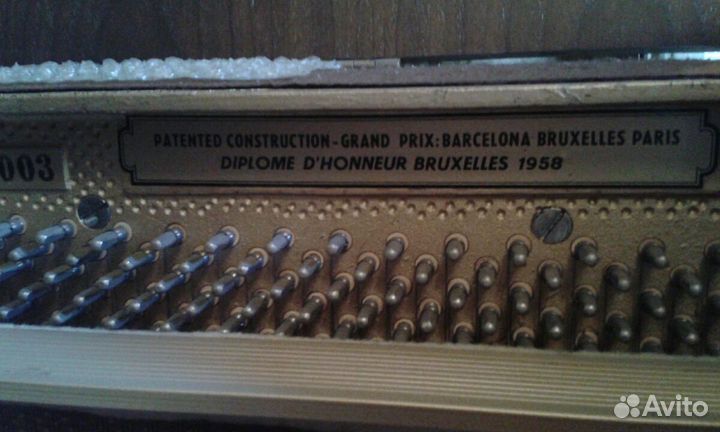 PATENTED CONSTRUCTION - GRAND PRIX: BARCELONA BRUXELLES PARIS
DIPLOME D'HONNEUR BRUXELLES 1958
003
Avito